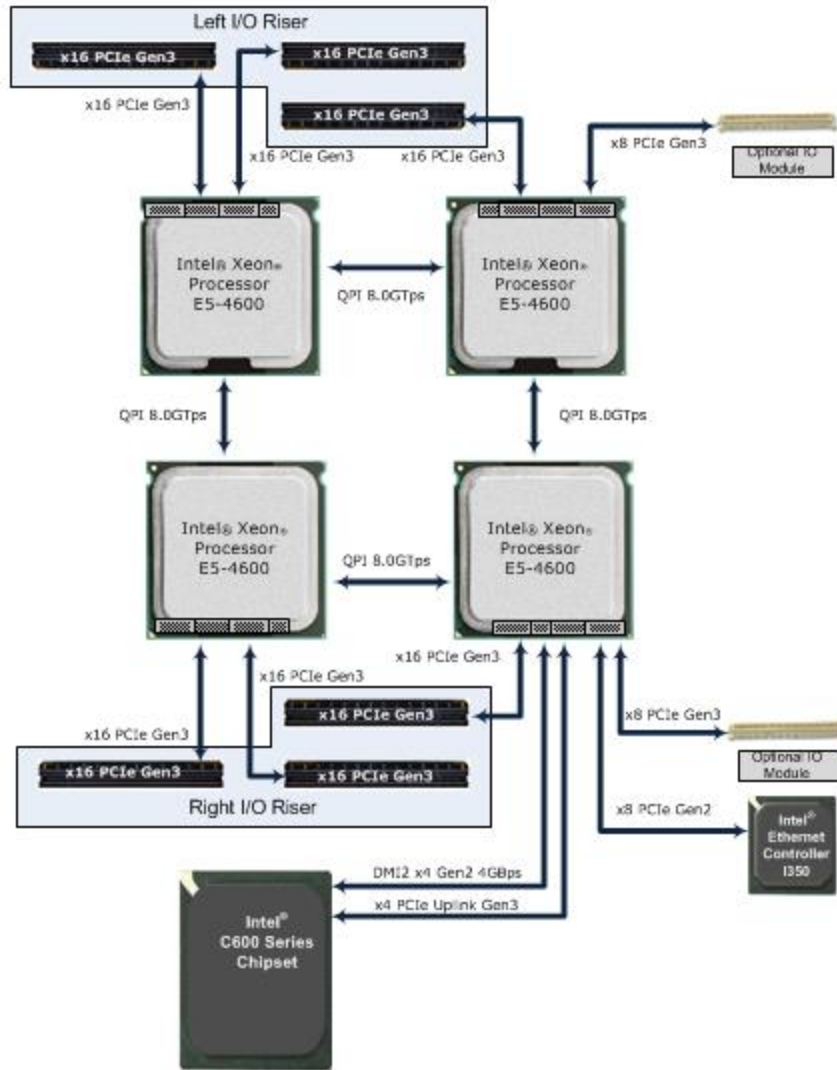 Left I/O Riser
x16 PCIe Gen3
x16 PCIe Gen3
x16 PCIe Gen3
x16 PCIe Gen3
x16 PCIe Gen3
x16 PCIe Gen3
x8 PCIe Gen3
Optional IO
Module
Intel® Xeon®
Processor
E5-4600
QPI 8.0GTps
Intel® Xeon®
Processor
E5-4600
QPI 8.0GTps
QPI 8.0GTps
Intel® Xeon®
Processor
E5-4600
QPI 8.0GTps
Intel® Xeon®
Processor
E5-4600
x16 PCIe Gen3
x16 PCIe Gen3
x16 PCIe Gen3
x16 PCIe Gen3
x16 PCIe Gen3
x16 PCIe Gen3
Right I/O Riser
x8 PCIe Gen3
Optional IO
Module
x8 PCIe Gen2
Intel®
Ethernet
Controller
I350
DMI2 x4 Gen2 4GBps
x4 PCIe Uplink Gen3
Intel®
C600 Series
Chipset